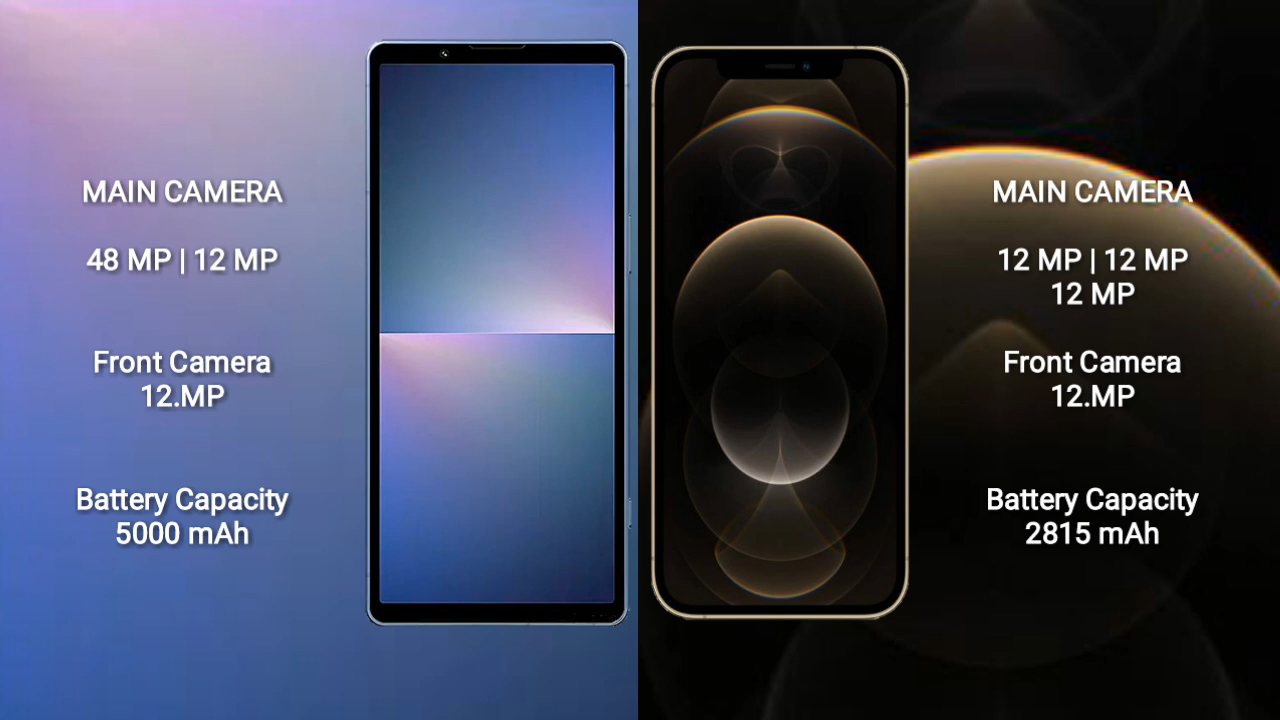 MAIN CAMERA
48 MP | 12 MP
Front Camera
12.MP
Battery Capacity
5000 mAh
MAIN CAMERA
12 MP | 12 MP
12 MP
Front Camera
12.MP
Battery Capacity
2815 mAh